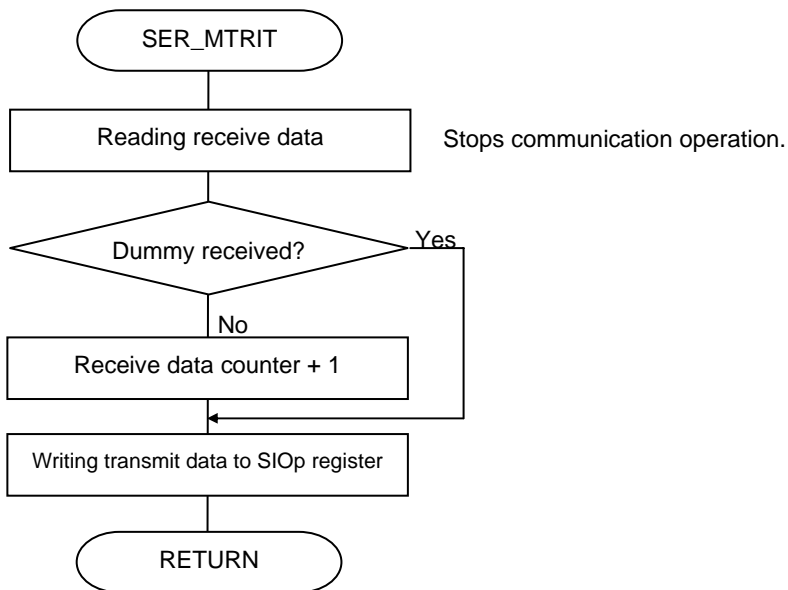 SER_MTRIT
Reading receive data
Stops communication operation.
Dummy received?
Yes
No
Receive data counter + 1
Writing transmit data to SIOp register
RETURN